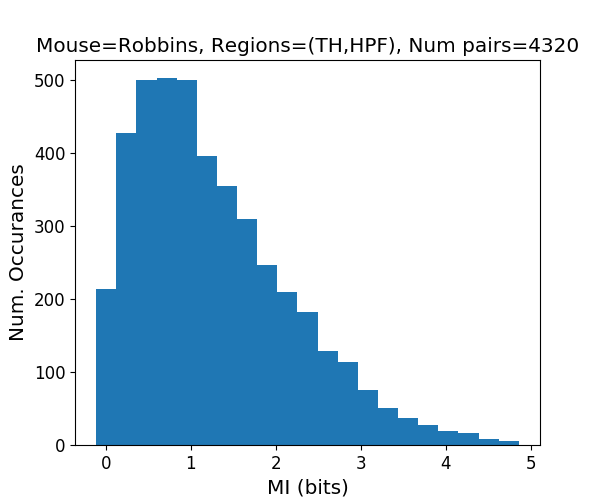 Mouse=Robbins, Regions=(TH,HPF), Num pairs=4320
500
400
300
200
100
0
Num. Occurances
0 1 2 3 4 5
MI (bits)